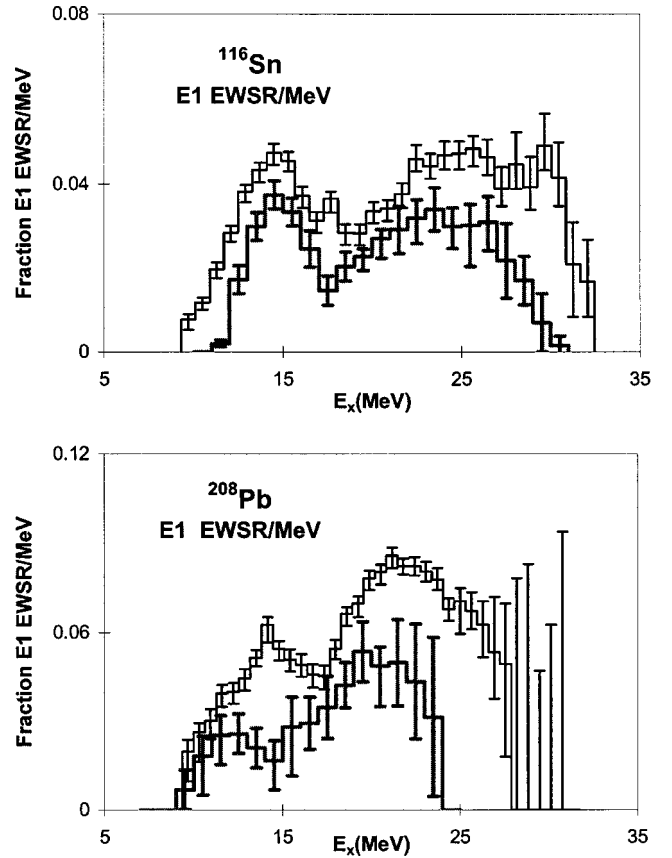 0.08
¹¹⁶Sn
E1 EWSR/MeV
0.04
0
Fraction E1 EWSR/MeV
5 15 25 35
Eₓ(MeV)
0.12
²⁰⁸Pb
E1 EWSR/MeV
0.06
0
Fraction E1 EWSR/MeV
5 15 25 35
Eₓ(MeV)